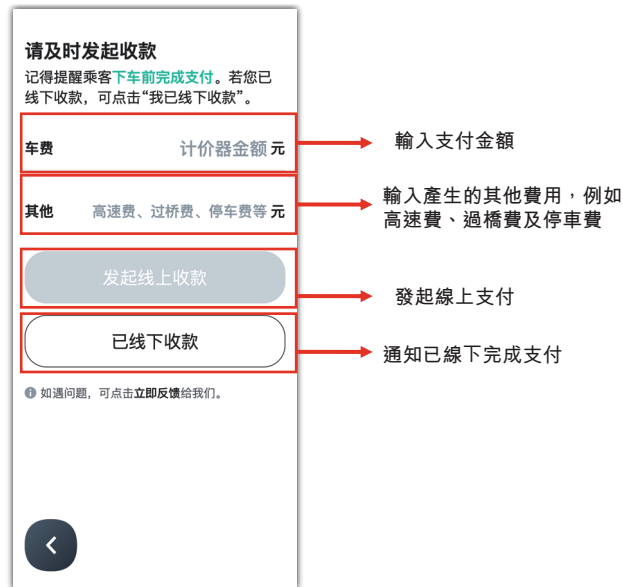 请及时发起收款
记得提醒乘客下车前完成支付。若您已
线下收款，可点击“我已线下收款”。
车费 计价器金额 元
輸入支付金額
其他 高速费、过桥费、停车费等 元
輸入產生的其他費用，例如
高速費、過橋費及停車費
发起线上收款
發起線上支付
已线下收款
通知已線下完成支付
如遇问题，可点击立即反馈给我们。